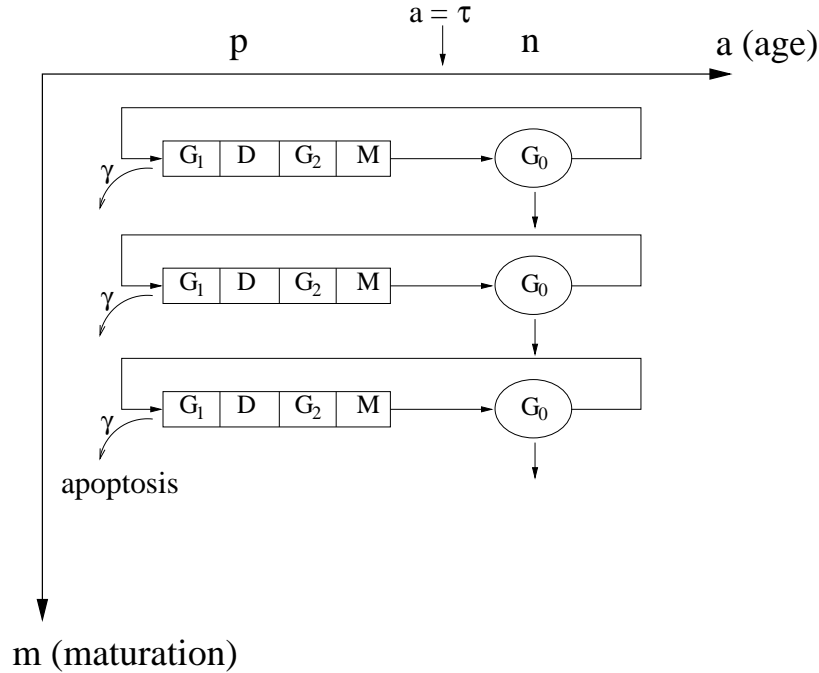 a = τ
p n a (age)
G₁ D G₂ M G₀
γ
G₁ D G₂ M G₀
γ
G₁ D G₂ M G₀
γ
apoptosis
m (maturation)